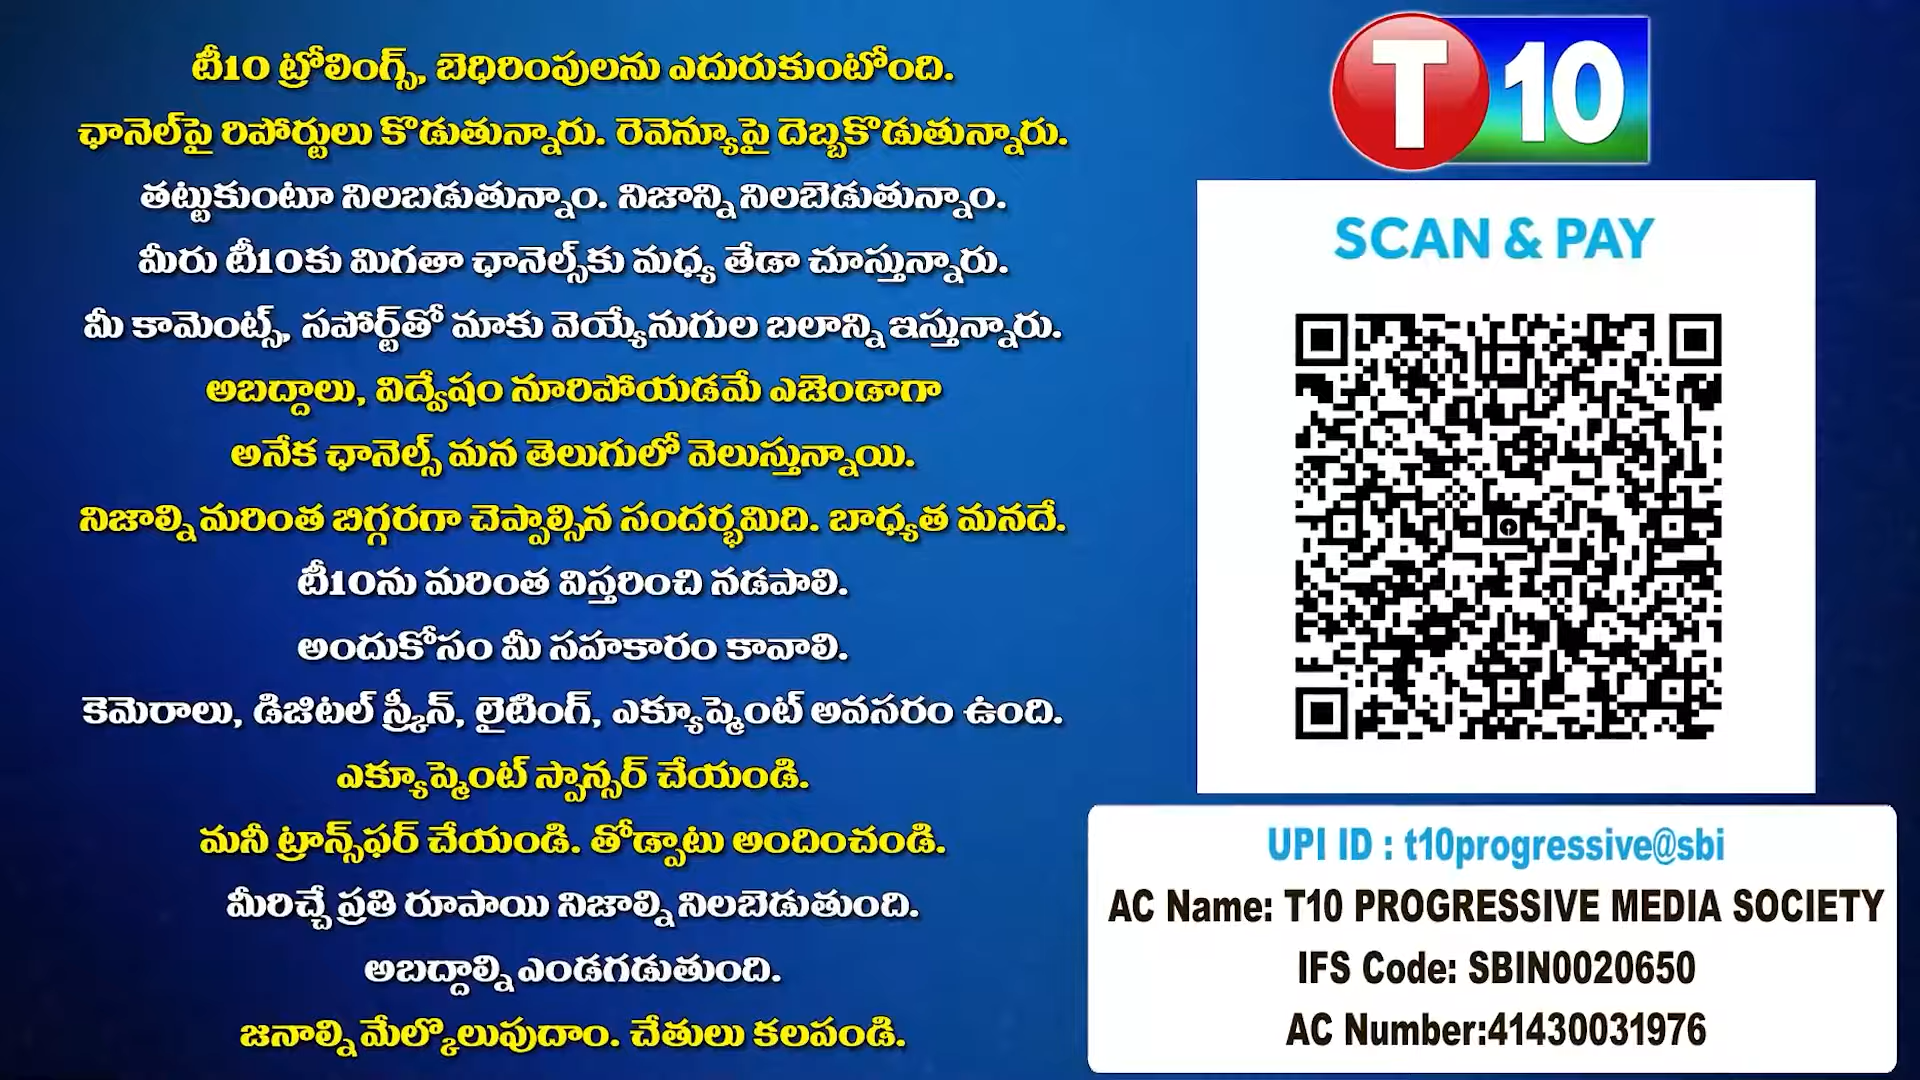 టీ10 ట్రోలింగ్స్, బెధిరింపులను ఎదురుకుంటోంది.
ఛానెల్‌పై రిపోర్టులు కొడుతున్నారు. రెవెన్యూపై దెబ్బకొడుతున్నారు.
తట్టుకుంటూ నిలబడుతున్నాం. నిజాన్ని నిలబెడుతున్నాం.
మీరు టీ10కు మిగతా ఛానెల్స్‌కు మధ్య తేడా చూస్తున్నారు.
మీ కామెంట్స్, సపోర్ట్‌తో మాకు వెయ్యేనుగుల బలాన్ని ఇస్తున్నారు.
అబద్దాలు, విద్వేషం నూరిపోయడమే ఎజెండాగా
అనేక ఛానెల్స్ మన తెలుగులో వెలుస్తున్నాయి.
నిజాల్ని మరింత బిగ్గరగా చెప్పాల్సిన సందర్భమిది. బాధ్యత మనదే.
టీ10ను మరింత విస్తరించి నడపాలి.
అందుకోసం మీ సహకారం కావాలి.
కెమెరాలు, డిజిటల్ స్క్రీన్, లైటింగ్, ఎక్యూప్మెంట్ అవసరం ఉంది.
ఎక్యూప్మెంట్ స్పాన్సర్ చేయండి.
మనీ ట్రాన్స్‌ఫర్ చేయండి. తోడ్పాటు అందించండి.
మీరిచ్చే ప్రతి రూపాయి నిజాల్ని నిలబెడుతుంది.
అబద్దాల్ని ఎండగడుతుంది.
జనాల్ని మేల్కొలుపుదాం. చేతులు కలపండి.
T 10
SCAN & PAY
UPI ID : t10progressive@sbi
AC Name: T10 PROGRESSIVE MEDIA SOCIETY
IFS Code: SBIN0020650
AC Number:41430031976